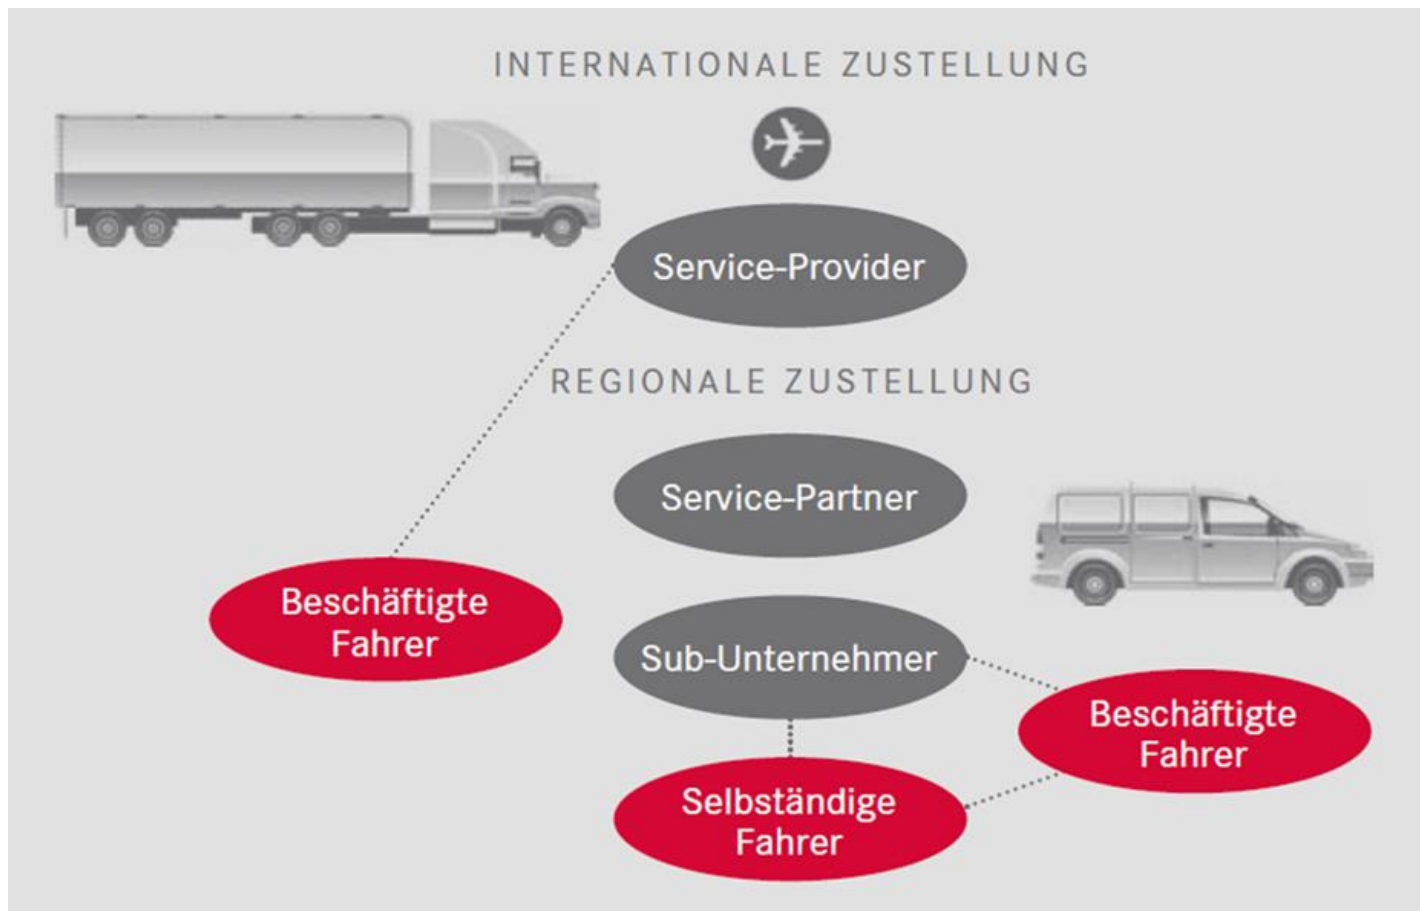 INTERNATIONALE ZUSTELLUNG
Service-Provider
REGIONALE ZUSTELLUNG
Service-Partner
Beschäftigte
Fahrer
Sub-Unternehmer
Beschäftigte
Fahrer
Selbständige
Fahrer